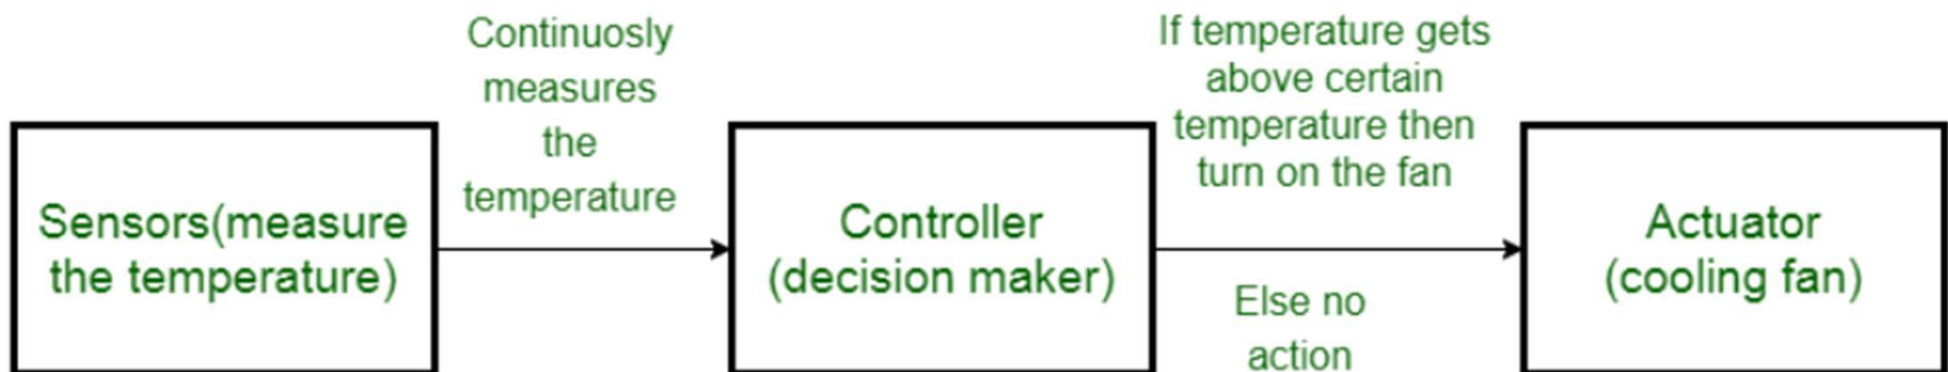 Sensors(measure
the temperature)
Continuosly
measures
the
temperature
Controller
(decision maker)
If temperature gets
above certain
temperature then
turn on the fan
Else no
action
Actuator
(cooling fan)